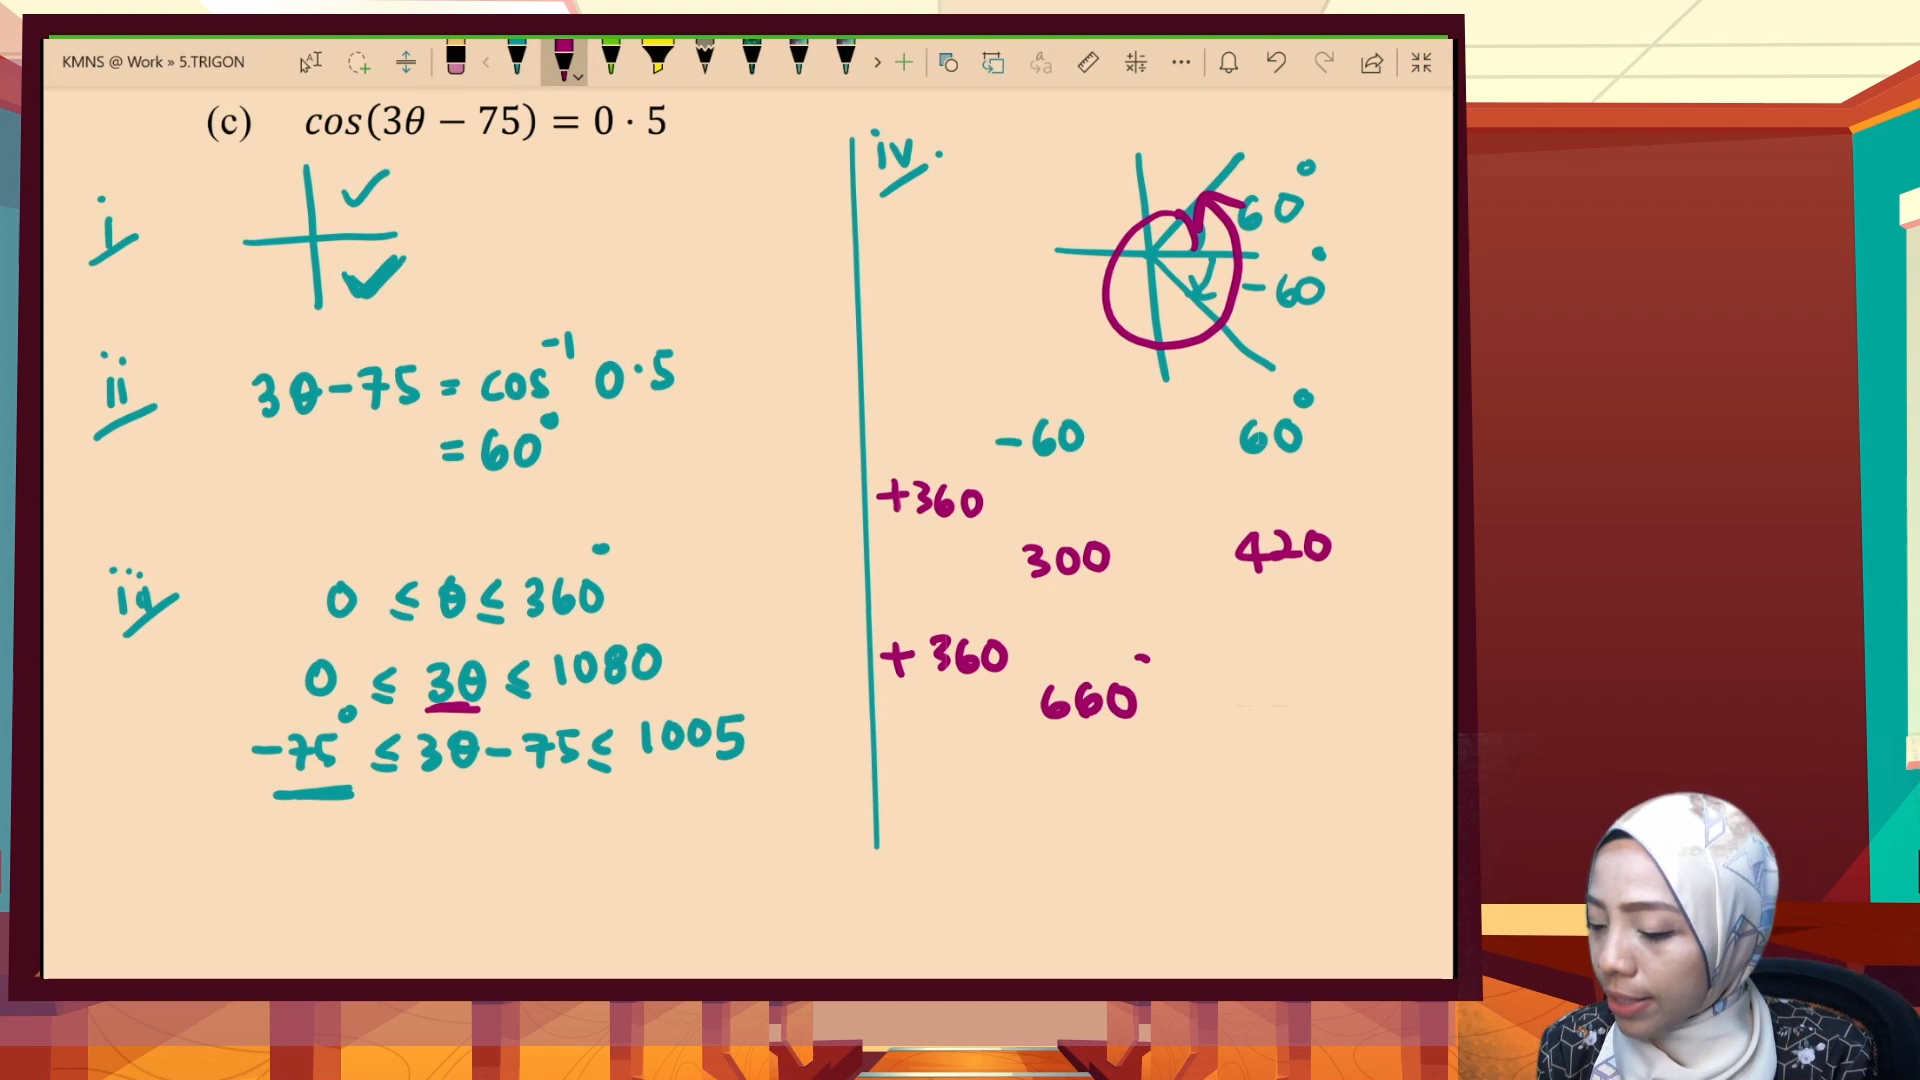 KMNS @ Work » 5.TRIGON
(c) cos(3θ − 75) = 0 · 5
i
ii 3θ-75 = cos⁻¹ 0.5
= 60°
iii 0 ≤ θ ≤ 360°
0 ≤ 3θ ≤ 1080
-75° ≤ 3θ-75 ≤ 1005
iv.
60°
-60°
-60 60°
+360
300 420
+360
660°